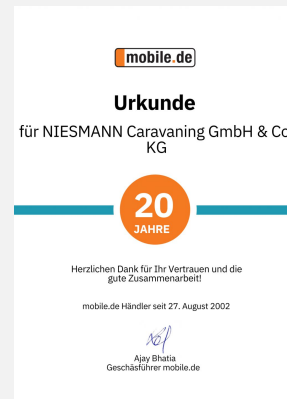 mobile.de
Urkunde
für NIESMANN Caravaning GmbH & Co
KG
20
JAHRE
Herzlichen Dank für Ihr Vertrauen und die
gute Zusammenarbeit!
mobile.de Händler seit 27. August 2002
Ajay Bhatia
Geschäsführer mobile.de